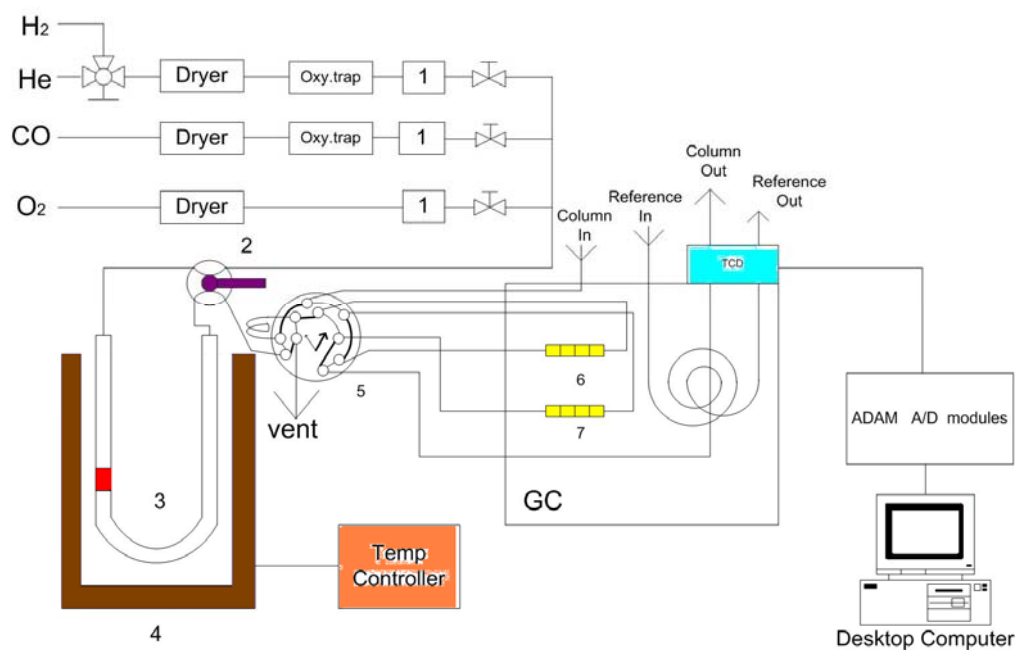 H2
He
Dryer
Oxy.trap
1
CO
Dryer
Oxy.trap
1
O2
Dryer
1
Column
Out
Reference
Out
Reference
In
Column
In
2
TCD
5
6
7
vent
3
GC
ADAM A/D modules
Temp
Controller
4
Desktop Computer